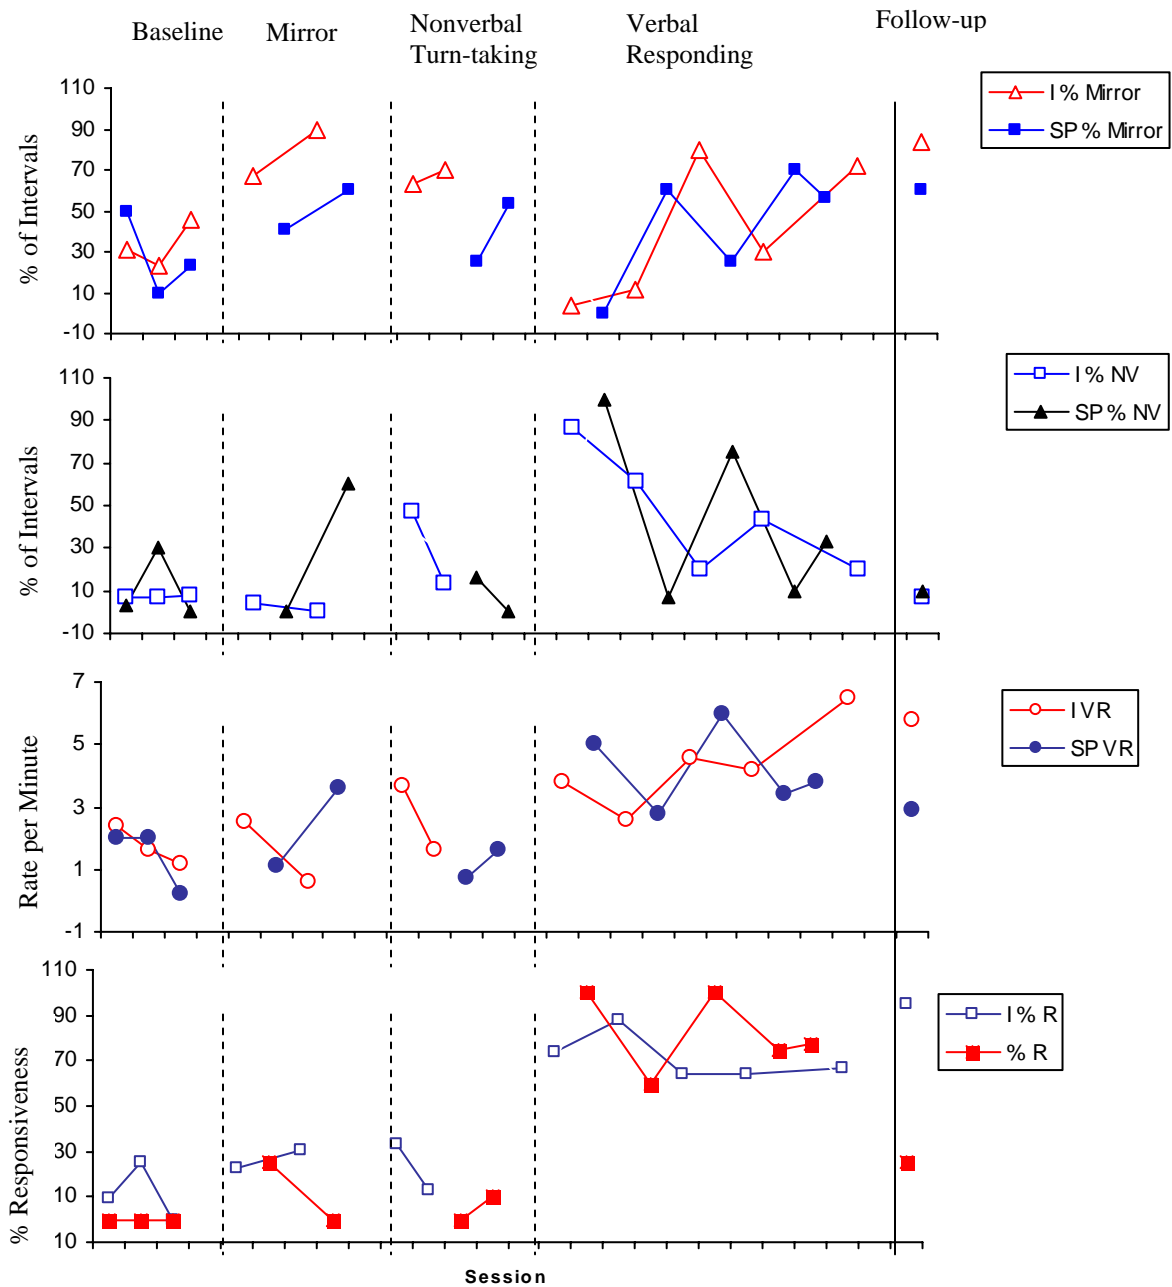 Baseline
Mirror
Nonverbal
Turn-taking
Verbal
Responding
Follow-up
110
90
70
50
30
10
-10
% of Intervals
I % Mirror
SP % Mirror
110
90
70
50
30
10
-10
% of Intervals
I % NV
SP % NV
7
5
3
1
-1
Rate per Minute
I VR
SP VR
110
90
70
50
30
10
10
% Responsiveness
I % R
% R
Session